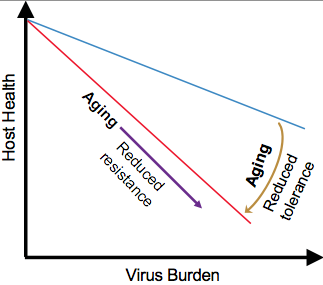 Host Health
Aging
Reduced
resistance
Aging
Reduced
tolerance
Virus Burden